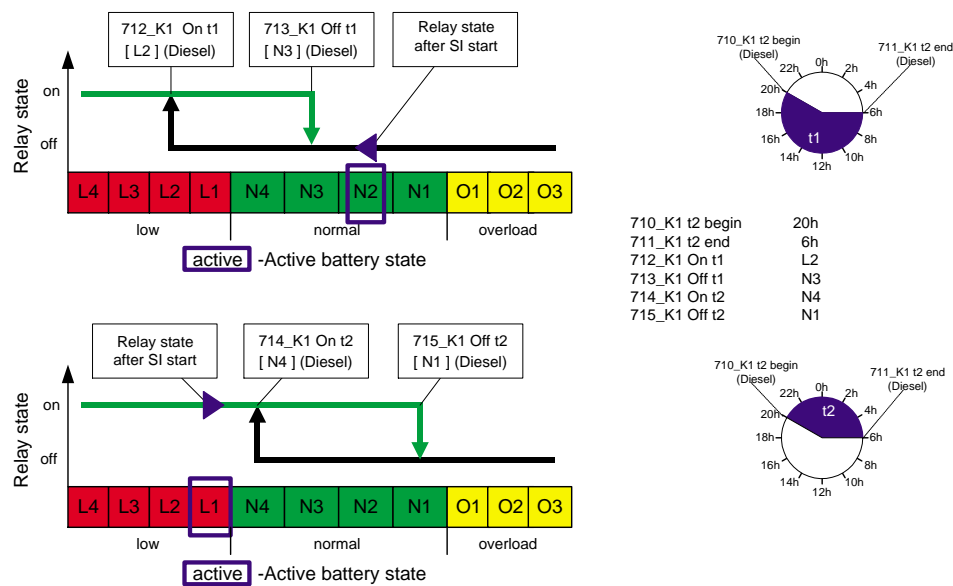 712_K1 On t1
[ L2 ] (Diesel)
713_K1 Off t1
[ N3 ] (Diesel)
Relay state
after SI start
Relay state
on
off
L4 L3 L2 L1 N4 N3 N2 N1 O1 O2 O3
low normal overload
active -Active battery state
710_K1 t2 begin
(Diesel)
711_K1 t2 end
(Diesel)
0h
2h
4h
6h
8h
10h
12h
14h
16h
18h
20h
22h
t1
710_K1 t2 begin 20h
711_K1 t2 end 6h
712_K1 On t1 L2
713_K1 Off t1 N3
714_K1 On t2 N4
715_K1 Off t2 N1
Relay state
after SI start
714_K1 On t2
[ N4 ] (Diesel)
715_K1 Off t2
[ N1 ] (Diesel)
Relay state
on
off
L4 L3 L2 L1 N4 N3 N2 N1 O1 O2 O3
low normal overload
active -Active battery state
710_K1 t2 begin
(Diesel)
711_K1 t2 end
(Diesel)
0h
2h
4h
6h
8h
10h
12h
14h
16h
18h
20h
22h
t2